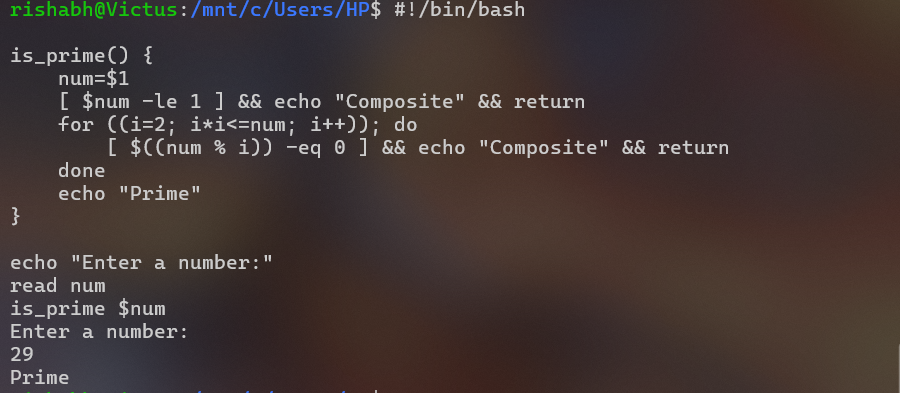 rishabh@Victus:/mnt/c/Users/HP$ #!/bin/bash

is_prime() {
    num=$1
    [ $num -le 1 ] && echo "Composite" && return
    for ((i=2; i*i<=num; i++)); do
        [ $((num % i)) -eq 0 ] && echo "Composite" && return
    done
    echo "Prime"
}

echo "Enter a number:"
read num
is_prime $num
Enter a number:
29
Prime